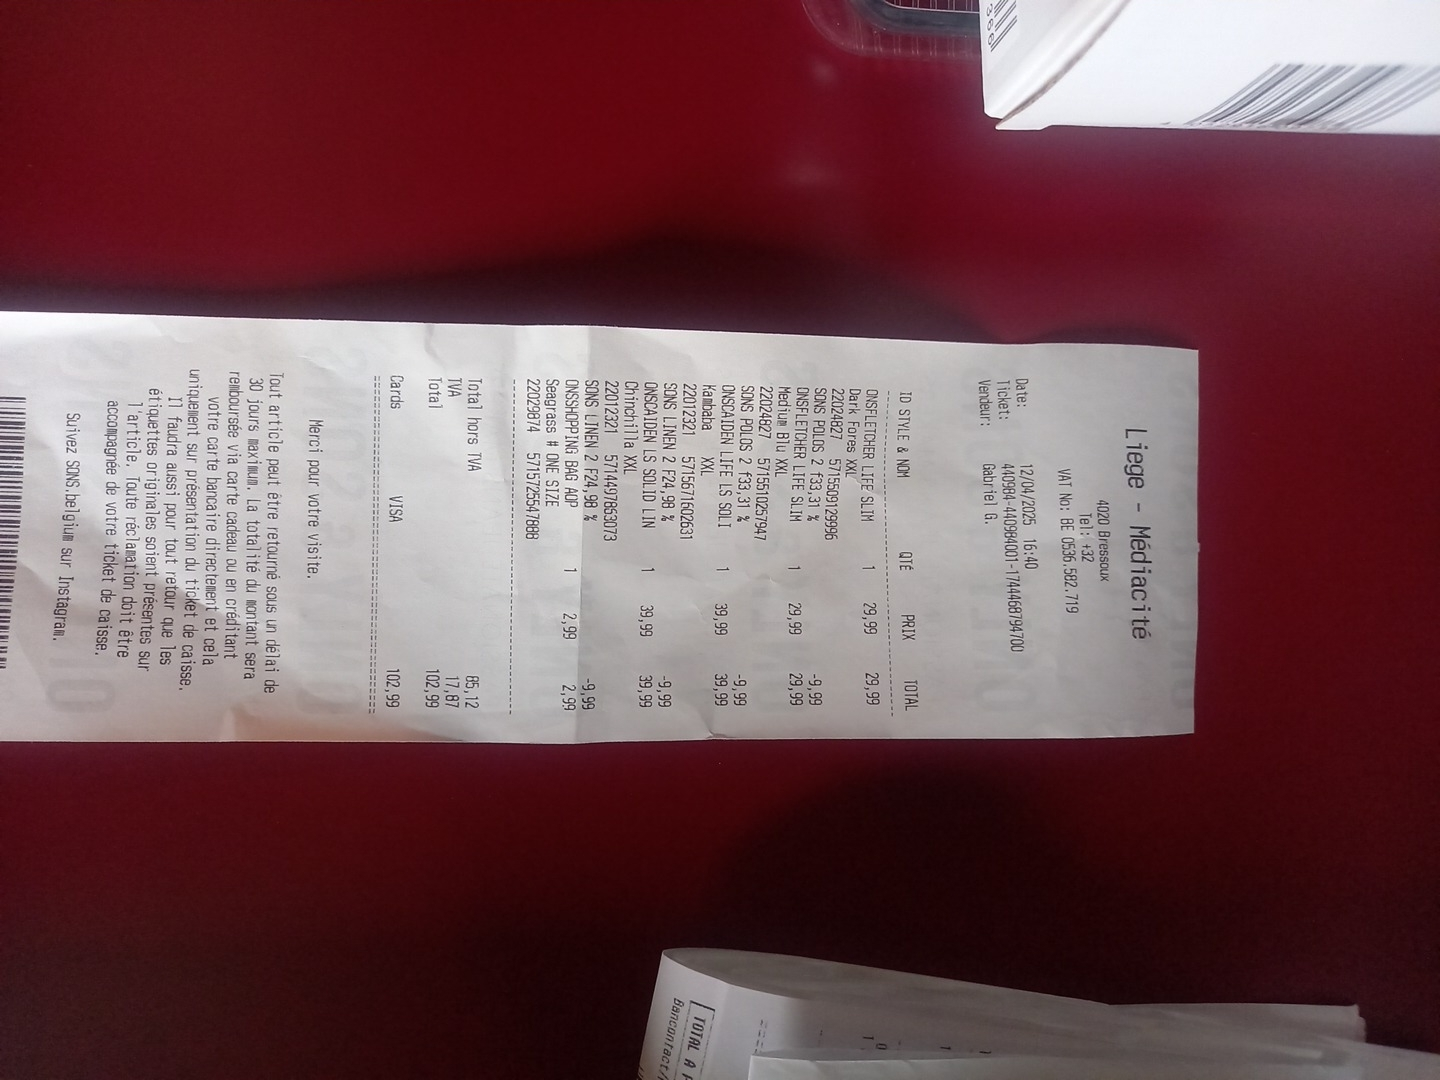 Liege - Médiacité
4020 Bressoux
Tel: +32
VAT No: BE 0536.582.719
Date: 12/04/2025 16:40
Ticket: 440984-440984001-1744468794700
Vendeur: Gabriel G.
ID STYLE & NOM QTÉ PRIX TOTAL
ONSFLETCHER LIFE SLIM 1 29,99 29,99
Dark Fores XXL
22024827 5715509129996
SONS POLOS 2 f33,31 % -9,99
ONSFLETCHER LIFE SLIM 1 29,99 29,99
Medium Blu XXL
22024827 5715510257947
SONS POLOS 2 f33,31 % -9,99
ONSCAIDEN LIFE LS SOLI 1 39,99 39,99
Kambaba XXL
22012321 5715671602631
SONS LINEN 2 F24,98 % -9,99
ONSCAIDEN LS SOLID LIN 1 39,99 39,99
Chinchilla XXL
22012321 5714497863073
SONS LINEN 2 F24,98 % -9,99
ONSSHOPPING BAG AOP 1 2,99 2,99
Seagrass # ONE SIZE
22029874 5715725547888
Total hors TVA 85,12
TVA 17,87
Total 102,99
Cards VISA 102,99
Merci pour votre visite.
Tout article peut être retourné sous un délai de
30 jours maximum. La totalité du montant sera
remboursée via carte cadeau ou en créditant
votre carte bancaire directement et cela
uniquement sur présentation du ticket de caisse.
Il faudra aussi pour tout retour que les
étiquettes originales soient présentes sur
l'article. Toute réclamation doit être
accompagnée de votre ticket de caisse.
Suivez SONS.belgium sur Instagram.
366
TOTAL A
Bancontact/